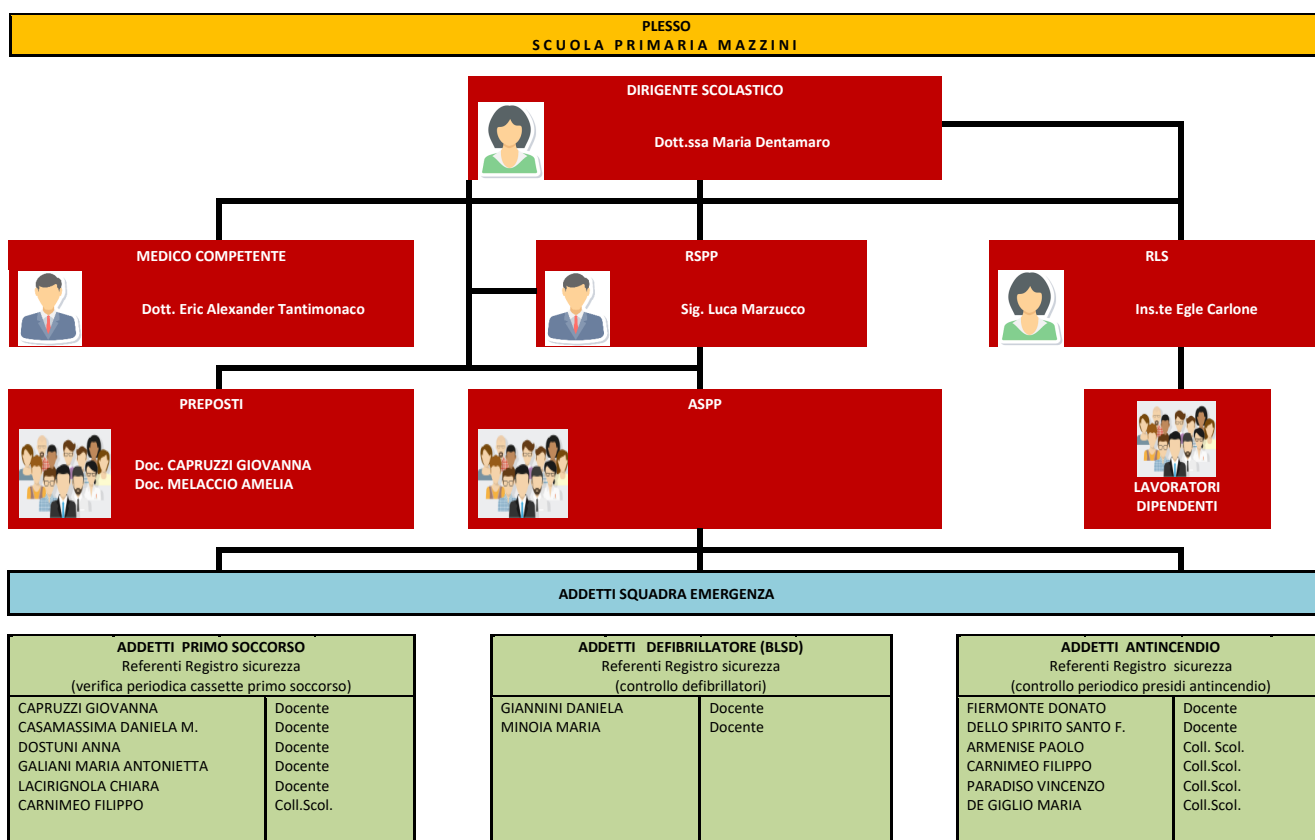 PLESSO
SCUOLA PRIMARIA MAZZINI
DIRIGENTE SCOLASTICO
Dott.ssa Maria Dentamaro
MEDICO COMPETENTE
Dott. Eric Alexander Tantimonaco
RSPP
Sig. Luca Marzucco
RLS
Ins.te Egle Carlone
PREPOSTI
Doc. CAPRUZZI GIOVANNA
Doc. MELACCIO AMELIA
ASPP
LAVORATORI
DIPENDENTI
ADDETTI SQUADRA EMERGENZA
ADDETTI PRIMO SOCCORSO
Referenti Registro sicurezza
(verifica periodica cassette primo soccorso)
CAPRUZZI GIOVANNA Docente
CASAMASSIMA DANIELA M. Docente
DOSTUNI ANNA Docente
GALIANI MARIA ANTONIETTA Docente
LACIRIGNOLA CHIARA Docente
CARNIMEO FILIPPO Coll.Scol.
ADDETTI DEFIBRILLATORE (BLSD)
Referenti Registro sicurezza
(controllo defibrillatori)
GIANNINI DANIELA Docente
MINOIA MARIA Docente
ADDETTI ANTINCENDIO
Referenti Registro sicurezza
(controllo periodico presidi antincendio)
FIERMONTE DONATO Docente
DELLO SPIRITO SANTO F. Docente
ARMENISE PAOLO Coll. Scol.
CARNIMEO FILIPPO Coll.Scol.
PARADISO VINCENZO Coll.Scol.
DE GIGLIO MARIA Coll.Scol.